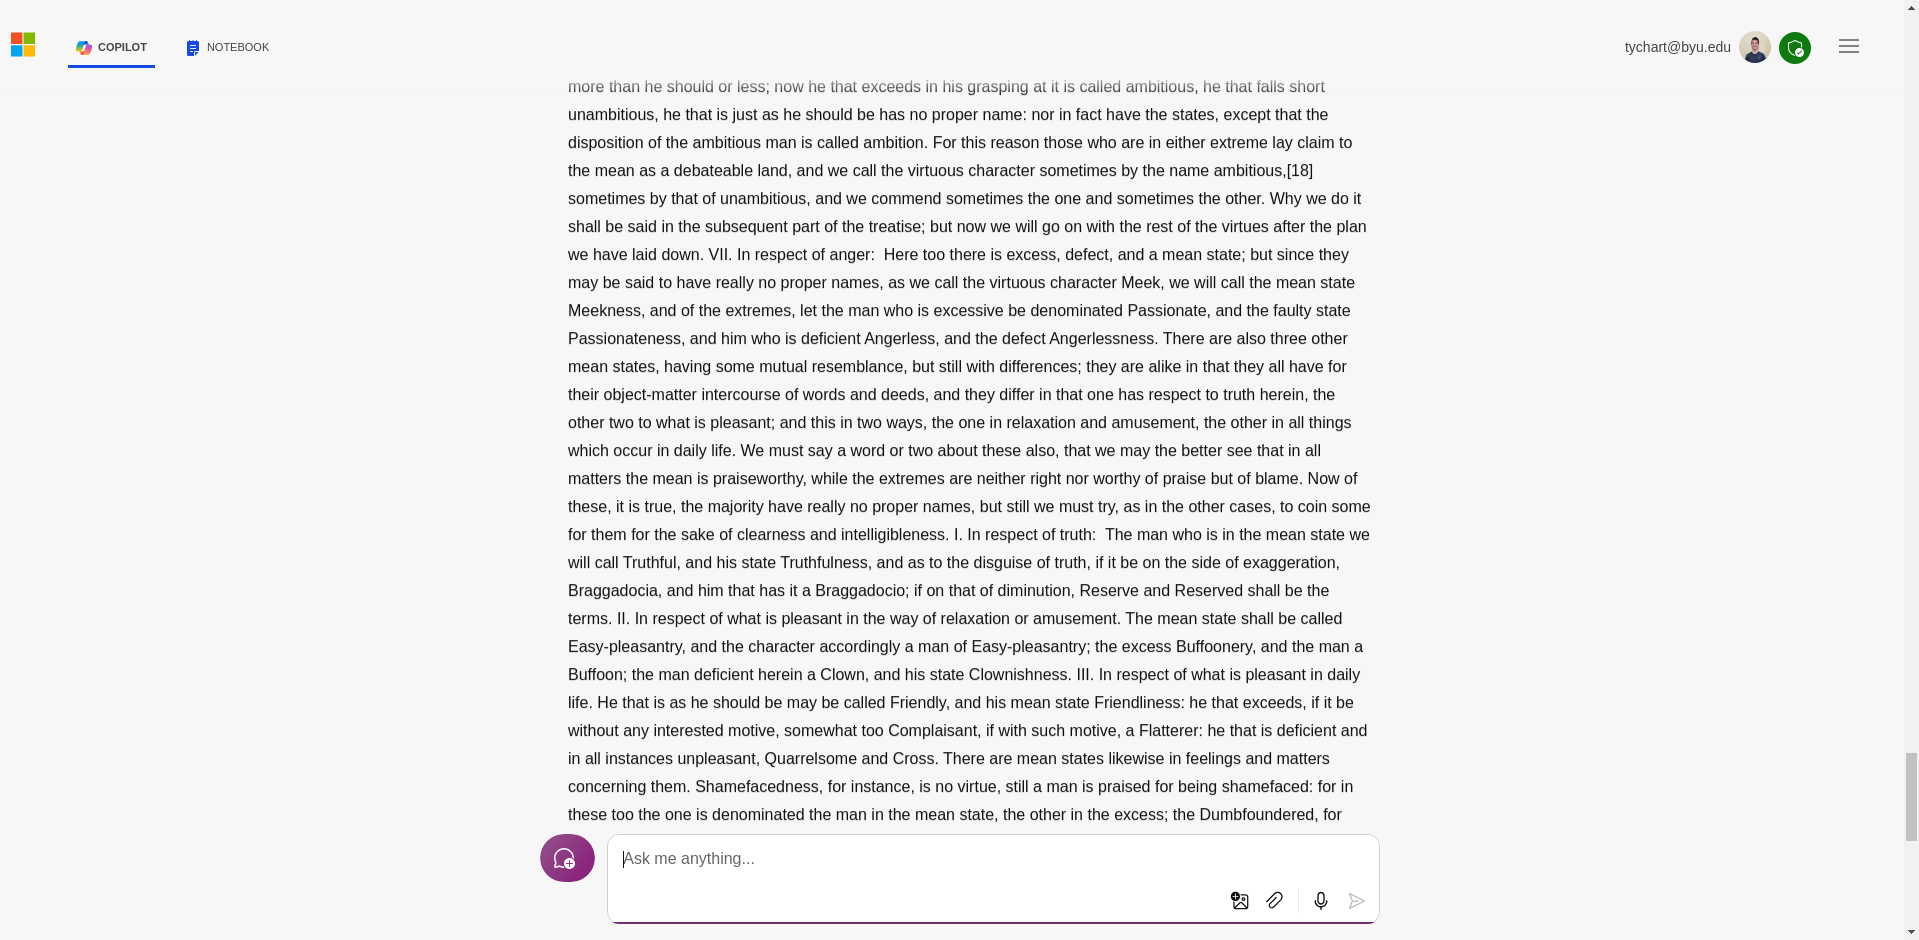 COPILOT
NOTEBOOK
tychart@byu.edu
more than he should or less; now he that exceeds in his grasping at it is called ambitious, he that falls short
unambitious, he that is just as he should be has no proper name: nor in fact have the states, except that the
disposition of the ambitious man is called ambition. For this reason those who are in either extreme lay claim to
the mean as a debateable land, and we call the virtuous character sometimes by the name ambitious,[18]
sometimes by that of unambitious, and we commend sometimes the one and sometimes the other. Why we do it
shall be said in the subsequent part of the treatise; but now we will go on with the rest of the virtues after the plan
we have laid down. VII. In respect of anger:  Here too there is excess, defect, and a mean state; but since they
may be said to have really no proper names, as we call the virtuous character Meek, we will call the mean state
Meekness, and of the extremes, let the man who is excessive be denominated Passionate, and the faulty state
Passionateness, and him who is deficient Angerless, and the defect Angerlessness. There are also three other
mean states, having some mutual resemblance, but still with differences; they are alike in that they all have for
their object-matter intercourse of words and deeds, and they differ in that one has respect to truth herein, the
other two to what is pleasant; and this in two ways, the one in relaxation and amusement, the other in all things
which occur in daily life. We must say a word or two about these also, that we may the better see that in all
matters the mean is praiseworthy, while the extremes are neither right nor worthy of praise but of blame. Now of
these, it is true, the majority have really no proper names, but still we must try, as in the other cases, to coin some
for them for the sake of clearness and intelligibleness. I. In respect of truth:  The man who is in the mean state we
will call Truthful, and his state Truthfulness, and as to the disguise of truth, if it be on the side of exaggeration,
Braggadocia, and him that has it a Braggadocio; if on that of diminution, Reserve and Reserved shall be the
terms. II. In respect of what is pleasant in the way of relaxation or amusement. The mean state shall be called
Easy-pleasantry, and the character accordingly a man of Easy-pleasantry; the excess Buffoonery, and the man a
Buffoon; the man deficient herein a Clown, and his state Clownishness. III. In respect of what is pleasant in daily
life. He that is as he should be may be called Friendly, and his mean state Friendliness: he that exceeds, if it be
without any interested motive, somewhat too Complaisant, if with such motive, a Flatterer: he that is deficient and
in all instances unpleasant, Quarrelsome and Cross. There are mean states likewise in feelings and matters
concerning them. Shamefacedness, for instance, is no virtue, still a man is praised for being shamefaced: for in
these too the one is denominated the man in the mean state, the other in the excess; the Dumbfoundered, for
Ask me anything...